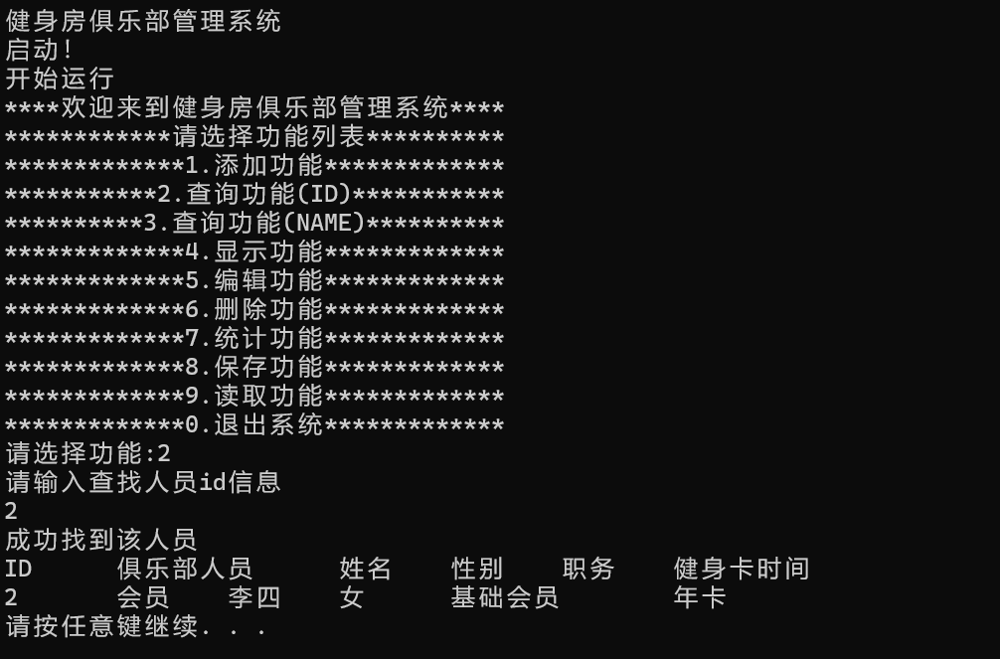 健身房俱乐部管理系统
启动!
开始运行
****欢迎来到健身房俱乐部管理系统****
************请选择功能列表**********
*************1.添加功能*************
***********2.查询功能(ID)***********
**********3.查询功能(NAME)**********
*************4.显示功能*************
*************5.编辑功能*************
*************6.删除功能*************
*************7.统计功能*************
*************8.保存功能*************
*************9.读取功能*************
*************0.退出系统*************
请选择功能:2
请输入查找人员id信息
2
成功找到该人员
ID      俱乐部人员      姓名    性别    职务    健身卡时间
2       会员    李四    女      基础会员        年卡
请按任意键继续. . .